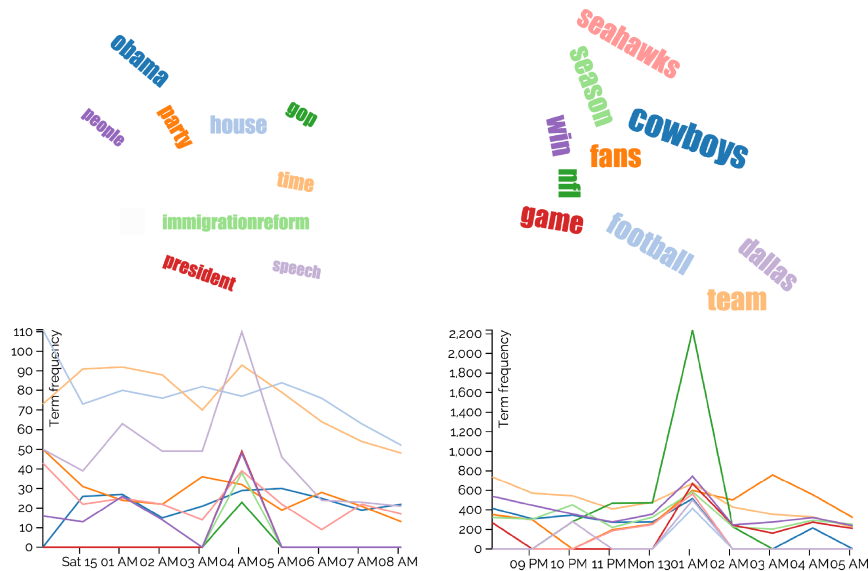 obama
people
party
house
gop
time
immigrationreform
president
speech
seahawks
season
cowboys
win
fans
nfl
game
football
dallas
team
Term frequency
110
100
90
80
70
60
50
40
30
20
10
0
Sat 15 01 AM 02 AM 03 AM 04 AM 05 AM 06 AM 07 AM 08 AM
Term frequency
2,200
2,000
1,800
1,600
1,400
1,200
1,000
800
600
400
200
0
09 PM 10 PM 11 PM Mon 13 01 AM 02 AM 03 AM 04 AM 05 AM